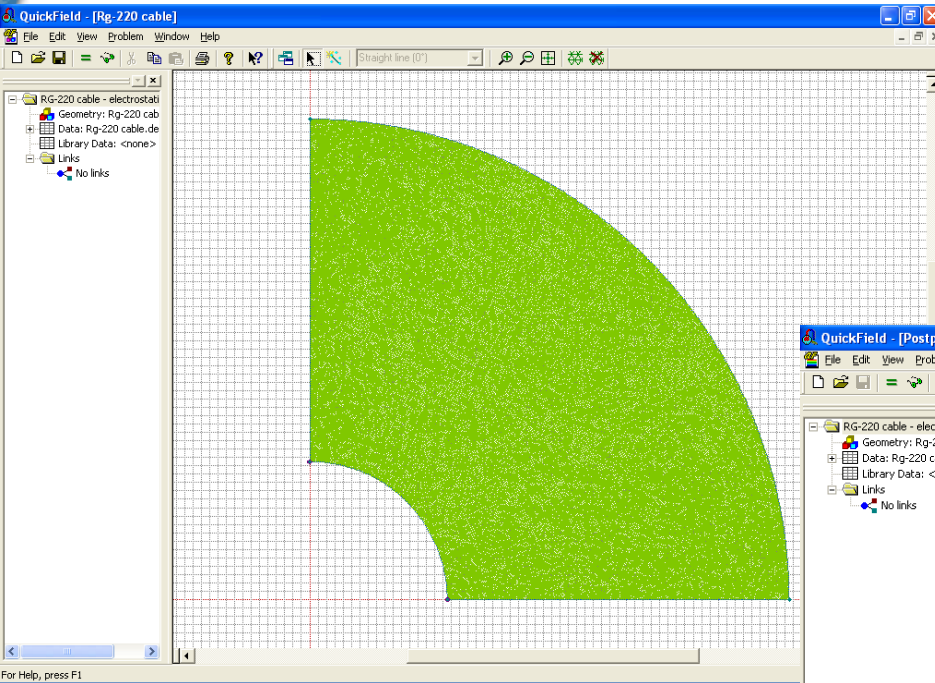 QuickField - [Rg-220 cable]
File Edit View Problem Window Help
Straight line (0°)
RG-220 cable - electrostati
Geometry: Rg-220 cab
Data: Rg-220 cable.de
Library Data: <none>
Links
No links
For Help, press F1
QuickField - [Postp
File Edit View Prob
RG-220 cable - elec
Geometry: Rg-2
Data: Rg-220 c
Library Data: <
Links
No links